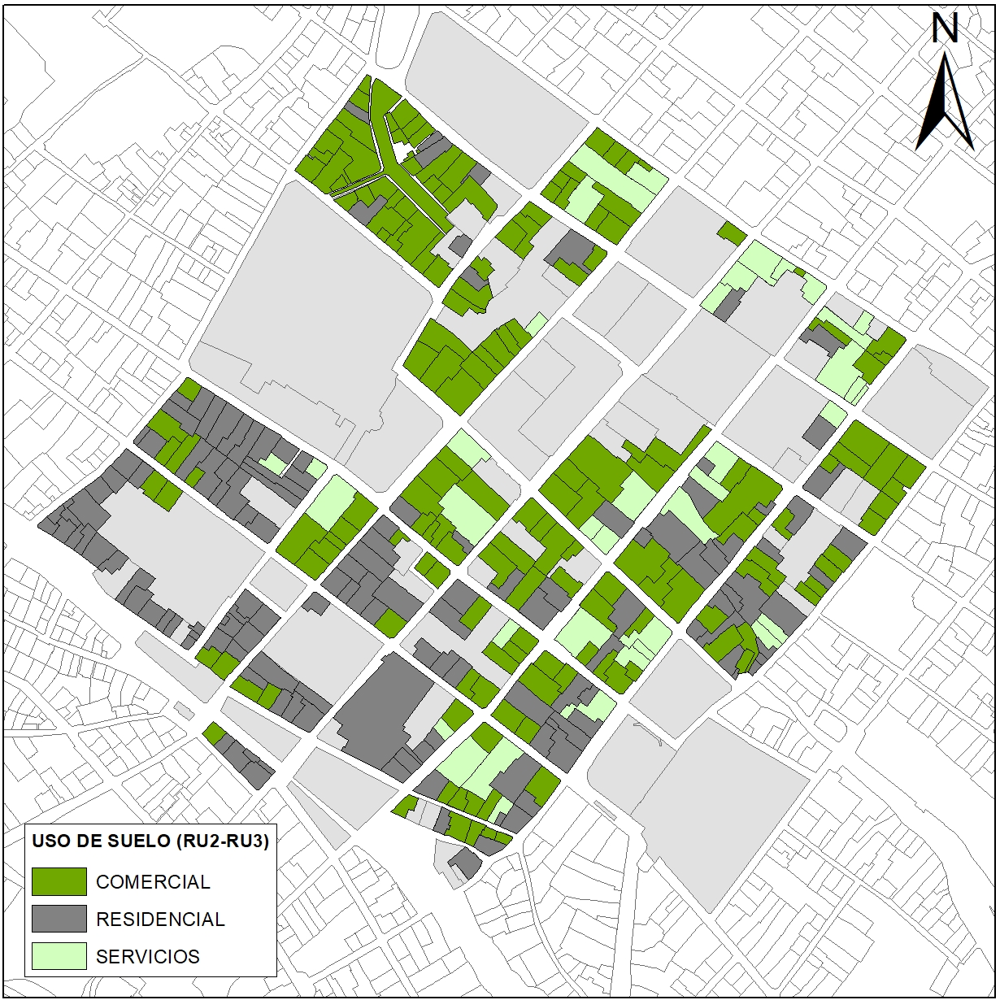 N
USO DE SUELO (RU2-RU3)
COMERCIAL
RESIDENCIAL
SERVICIOS